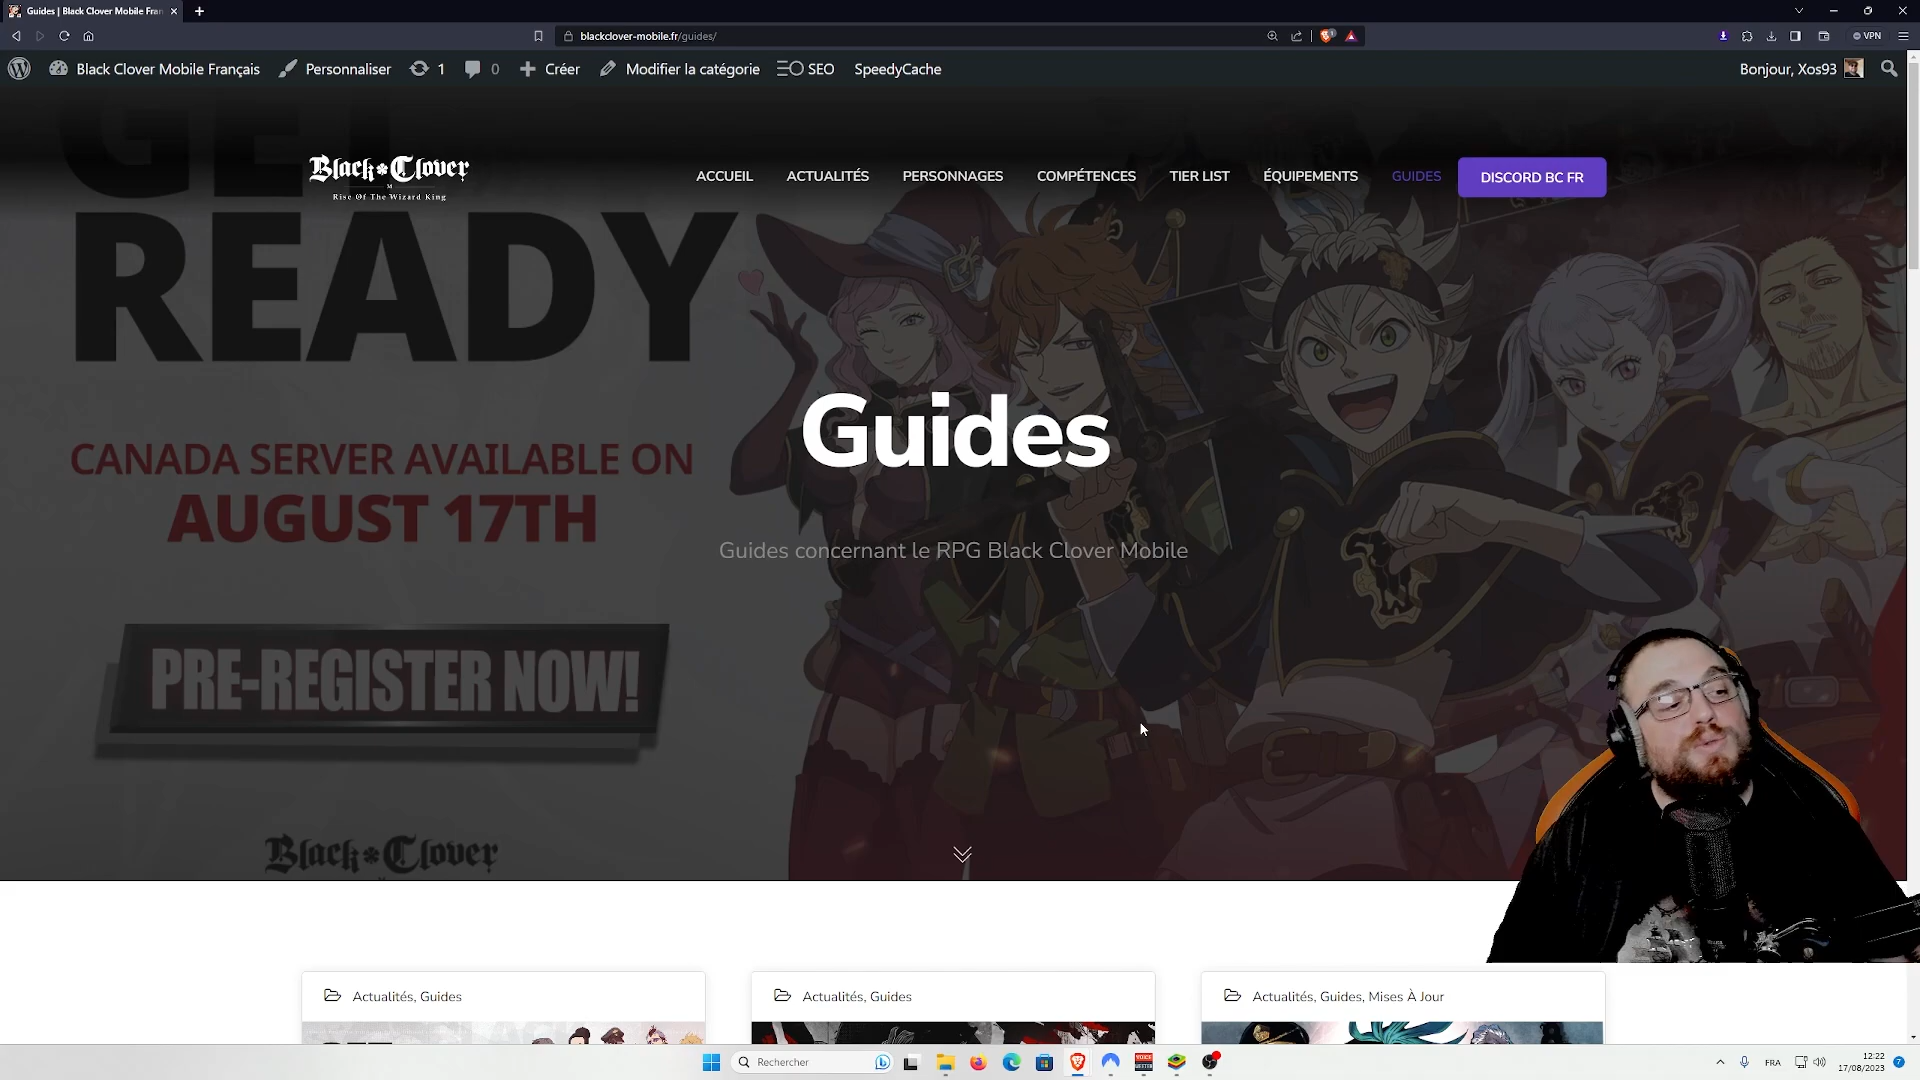 Guides | Black Clover Mobile Fran
blackclover-mobile.fr/guides/
VPN
Black Clover Mobile Français
Personnaliser
1
0
Créer
Modifier la catégorie
SEO
SpeedyCache
Bonjour, Xos93
GET
READY
Black Clover
M
Rise Of The Wizard King
ACCUEIL
ACTUALITÉS
PERSONNAGES
COMPÉTENCES
TIER LIST
ÉQUIPEMENTS
GUIDES
DISCORD BC FR
Guides
CANADA SERVER AVAILABLE ON
AUGUST 17TH
Guides concernant le RPG Black Clover Mobile
PRE-REGISTER NOW!
Black Clover
Actualités, Guides
Actualités, Guides
Actualités, Guides, Mises À Jour
Rechercher
FRA
12:22
17/08/2023
7